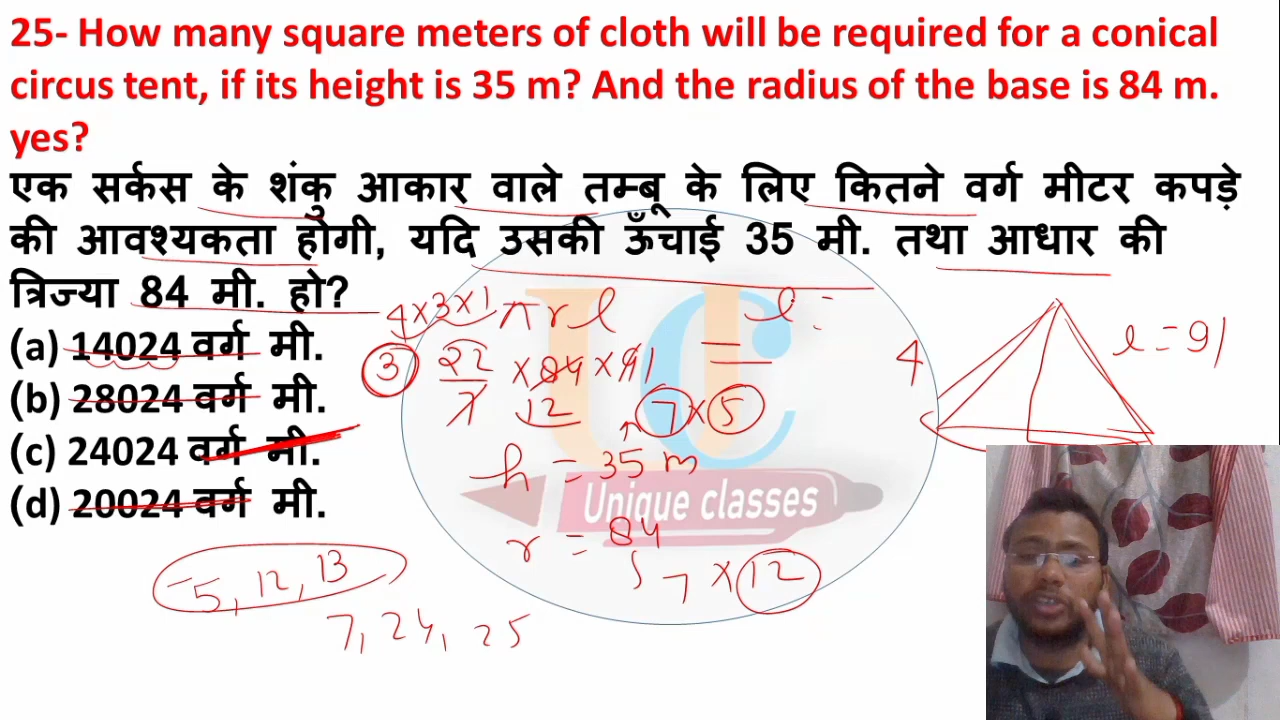 25- How many square meters of cloth will be required for a conical
circus tent, if its height is 35 m? And the radius of the base is 84 m.
yes?
एक सर्कस के शंकु आकार वाले तम्बू के लिए कितने वर्ग मीटर कपड़े
की आवश्यकता होगी, यदि उसकी ऊँचाई 35 मी. तथा आधार की
त्रिज्या 84 मी. हो?
(a) 14024 वर्ग मी.
(b) 28024 वर्ग मी.
(c) 24024 वर्ग मी.
(d) 20024 वर्ग मी.
4×3×1 π r l
l =
3 22/7 ×84×91
12
7×5
h = 35 m
r = 84
7 × 12
5, 12, 13
7, 24, 25
4
l = 91
UC
Unique classes